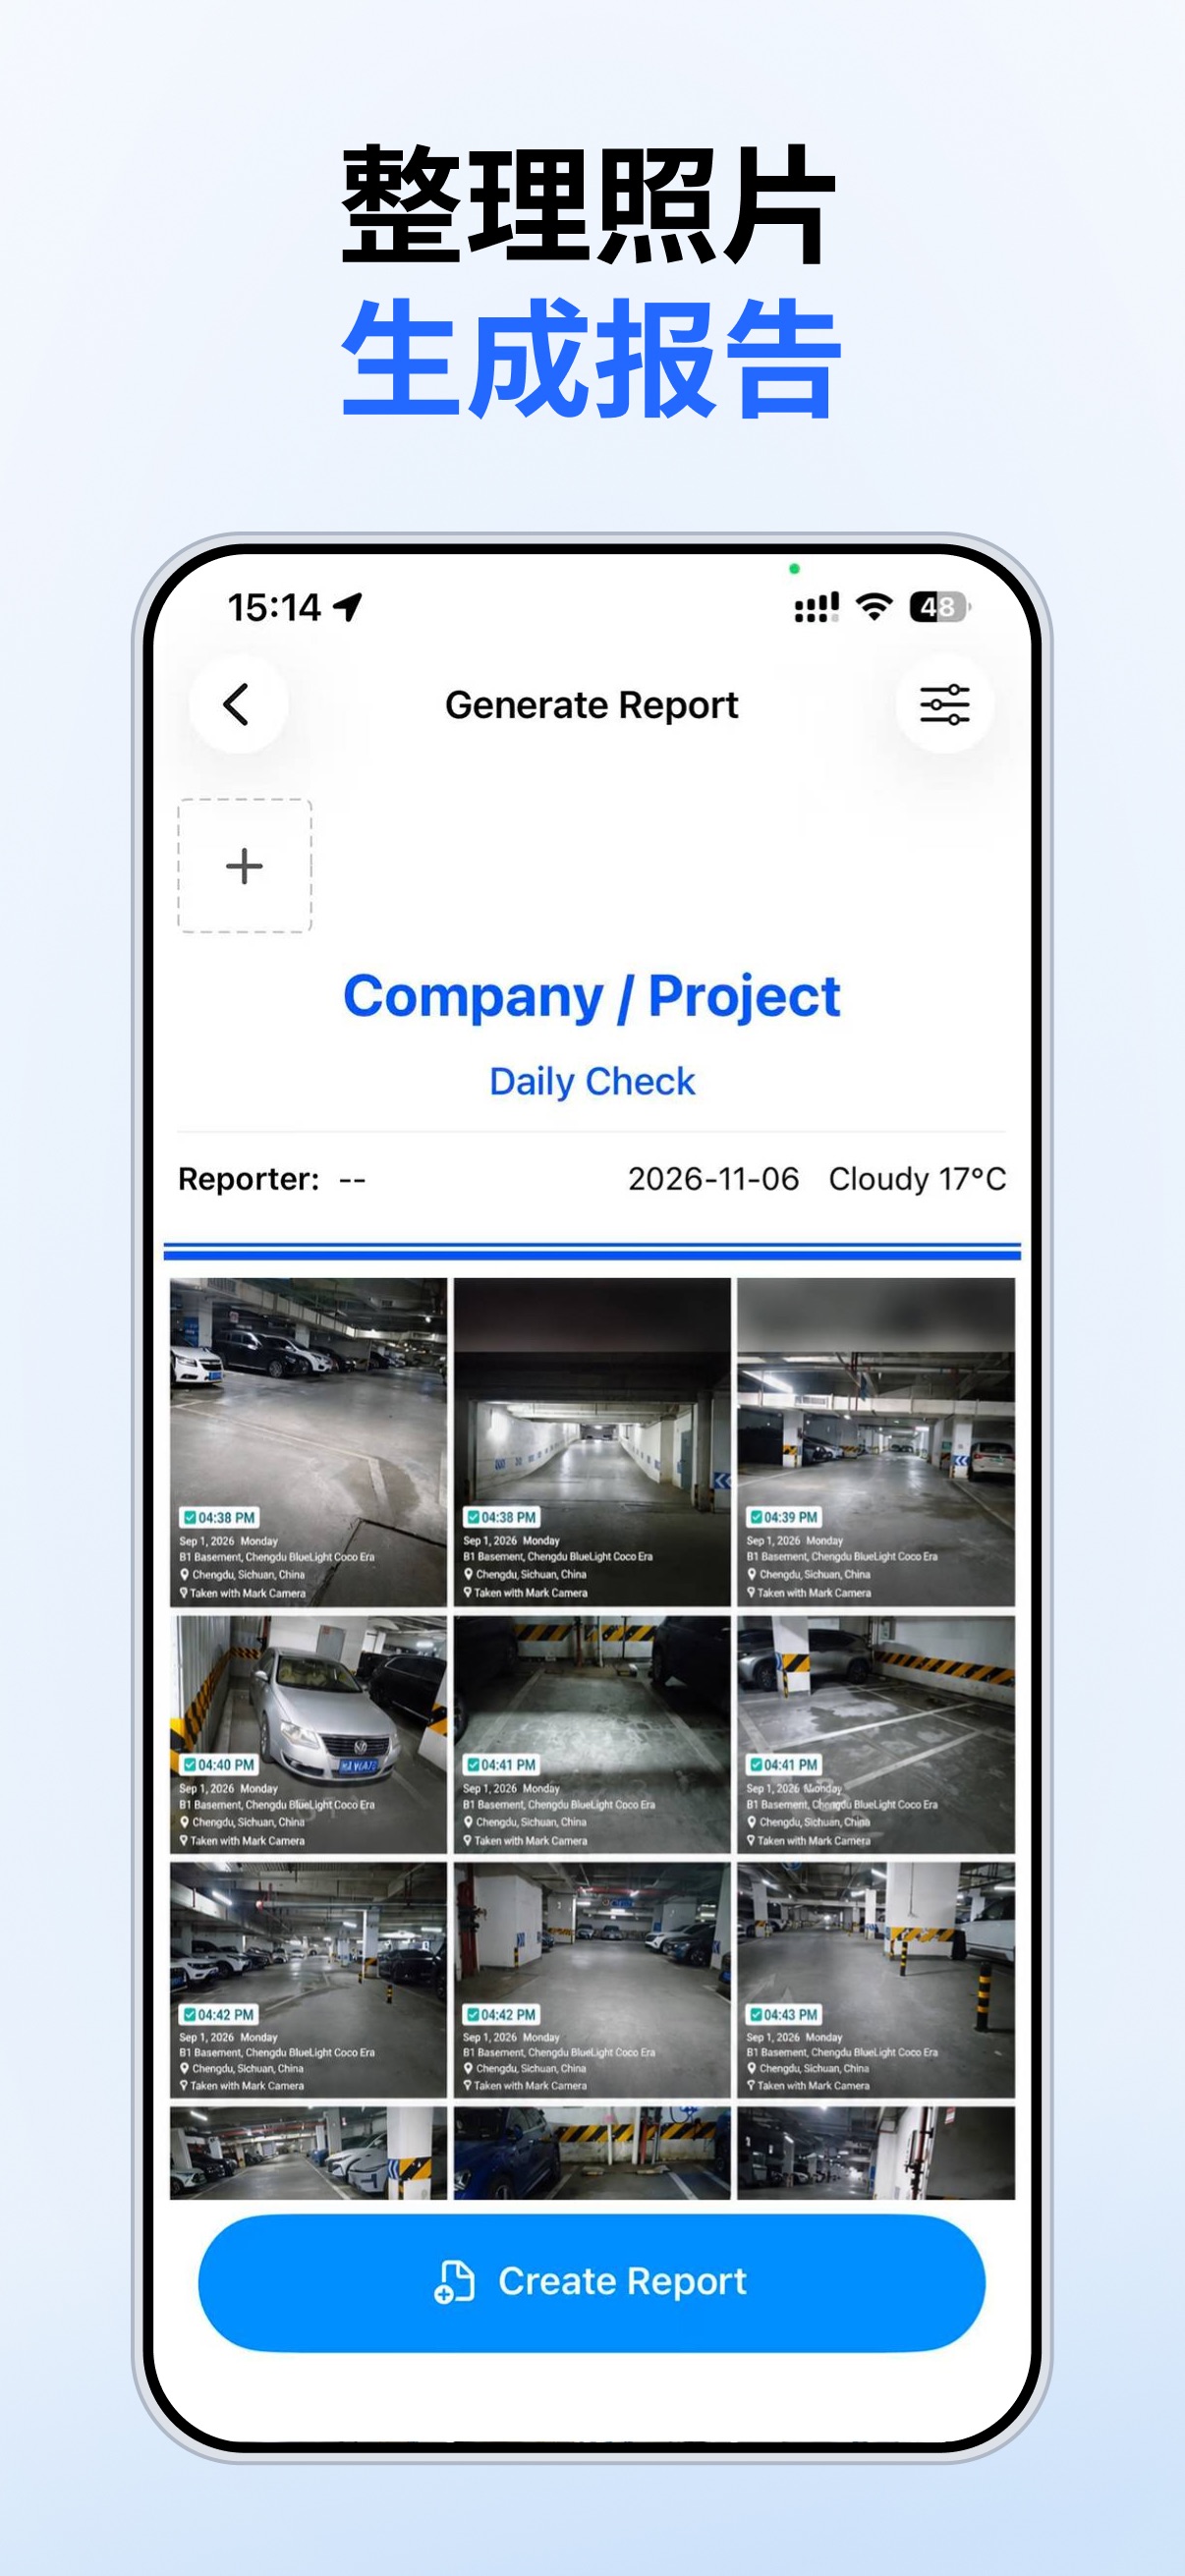 整理照片
生成报告
15:14
48
Generate Report
Company / Project
Daily Check
Reporter: --
2026-11-06 Cloudy 17°C
04:38 PM
Sep 1, 2026 Monday
B1 Basement, Chengdu BlueLight Coco Era
Chengdu, Sichuan, China
Taken with Mark Camera
04:38 PM
Sep 1, 2026 Monday
B1 Basement, Chengdu BlueLight Coco Era
Chengdu, Sichuan, China
Taken with Mark Camera
04:39 PM
Sep 1, 2026 Monday
B1 Basement, Chengdu BlueLight Coco Era
Chengdu, Sichuan, China
Taken with Mark Camera
04:40 PM
Sep 1, 2026 Monday
B1 Basement, Chengdu BlueLight Coco Era
Chengdu, Sichuan, China
Taken with Mark Camera
04:41 PM
Sep 1, 2026 Monday
B1 Basement, Chengdu BlueLight Coco Era
Chengdu, Sichuan, China
Taken with Mark Camera
04:41 PM
Sep 1, 2026 Monday
B1 Basement, Chengdu BlueLight Coco Era
Chengdu, Sichuan, China
Taken with Mark Camera
04:42 PM
Sep 1, 2026 Monday
B1 Basement, Chengdu BlueLight Coco Era
Chengdu, Sichuan, China
Taken with Mark Camera
04:42 PM
Sep 1, 2026 Monday
B1 Basement, Chengdu BlueLight Coco Era
Chengdu, Sichuan, China
Taken with Mark Camera
04:43 PM
Sep 1, 2026 Monday
B1 Basement, Chengdu BlueLight Coco Era
Chengdu, Sichuan, China
Taken with Mark Camera
Create Report